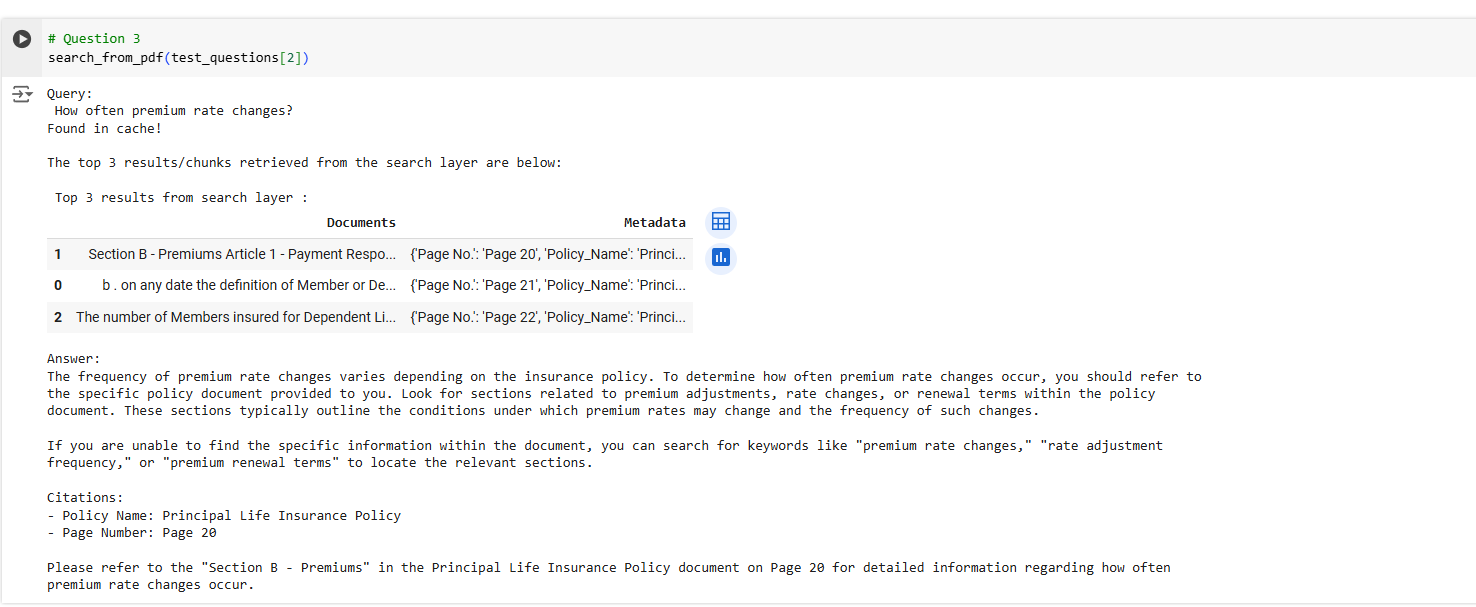 # Question 3
search_from_pdf(test_questions[2])
Query:
How often premium rate changes?
Found in cache!
The top 3 results/chunks retrieved from the search layer are below:
Top 3 results from search layer :
Documents Metadata
1 Section B - Premiums Article 1 - Payment Respo... {'Page No.': 'Page 20', 'Policy_Name': 'Princi...
0 b . on any date the definition of Member or De... {'Page No.': 'Page 21', 'Policy_Name': 'Princi...
2 The number of Members insured for Dependent Li... {'Page No.': 'Page 22', 'Policy_Name': 'Princi...
Answer:
The frequency of premium rate changes varies depending on the insurance policy. To determine how often premium rate changes occur, you should refer to
the specific policy document provided to you. Look for sections related to premium adjustments, rate changes, or renewal terms within the policy
document. These sections typically outline the conditions under which premium rates may change and the frequency of such changes.
If you are unable to find the specific information within the document, you can search for keywords like "premium rate changes," "rate adjustment
frequency," or "premium renewal terms" to locate the relevant sections.
Citations:
- Policy Name: Principal Life Insurance Policy
- Page Number: Page 20
Please refer to the "Section B - Premiums" in the Principal Life Insurance Policy document on Page 20 for detailed information regarding how often
premium rate changes occur.